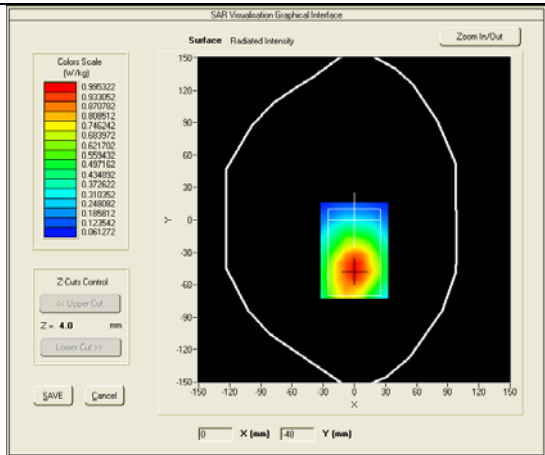 SAR Visualisation Graphical Interface
Surface Radiated Intensity
Zoom In/Out
Colors Scale
(W/kg)
0.995322
0.933052
0.870782
0.808512
0.746242
0.683972
0.621702
0.559432
0.497162
0.434892
0.372622
0.310352
0.248082
0.185812
0.123542
0.061272
Z Cuts Control
<< Upper Cut
Z = 4.0 mm
Lower Cut >>
SAVE Cancel
150
120
90
60
30
0
-30
-60
-90
-120
-150
Y
-150 -120 -90 -60 -30 0 30 60 90 120 150
X
0 X (mm) -48 Y (mm)